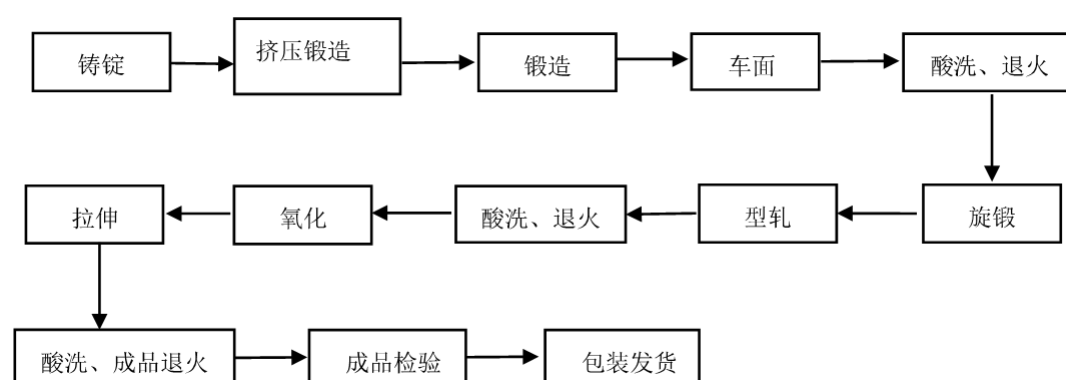 铸锭
挤压锻造
锻造
车面
酸洗、退火
旋锻
型轧
酸洗、退火
氧化
拉伸
酸洗、成品退火
成品检验
包装发货